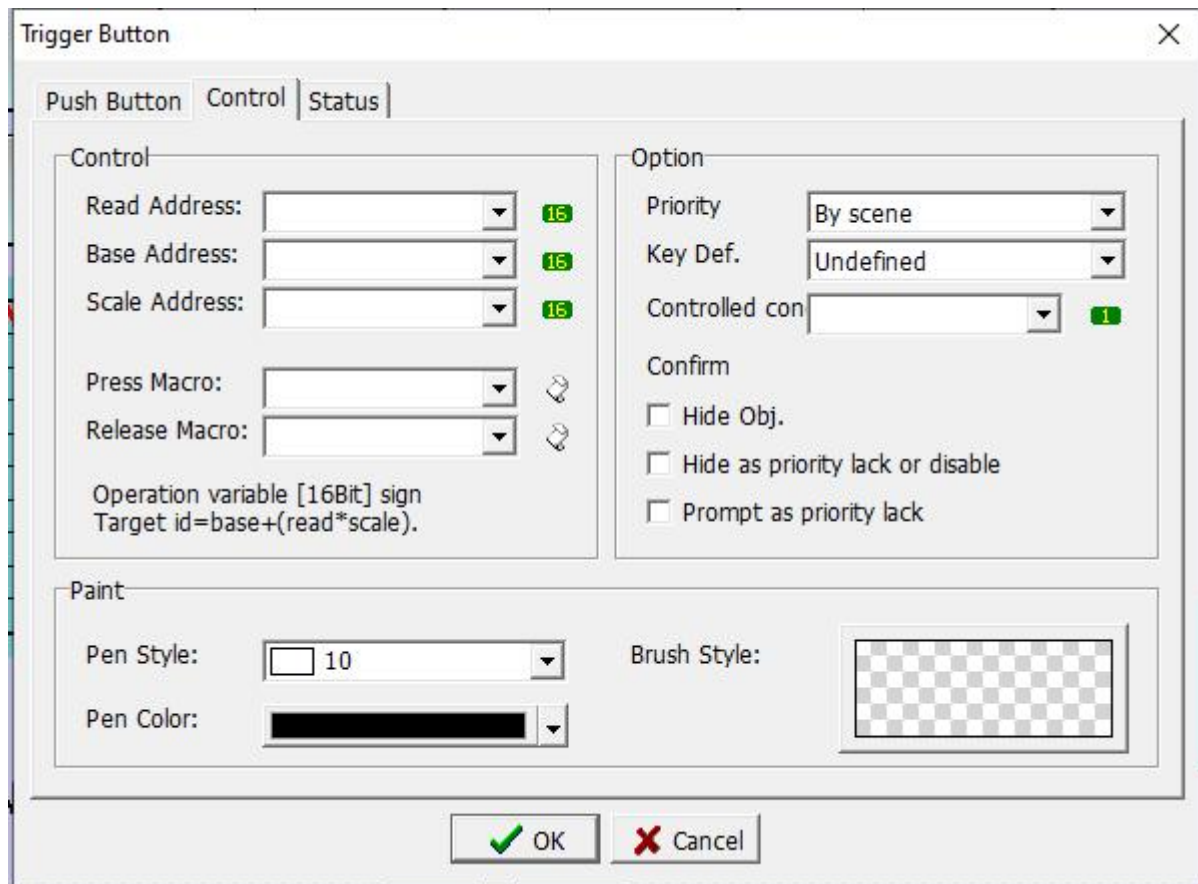 Trigger Button
Push Button Control Status
Control
Read Address: 16
Base Address: 16
Scale Address: 16
Press Macro:
Release Macro:
Operation variable [16Bit] sign
Target id=base+(read*scale).
Option
Priority By scene
Key Def. Undefined
Controlled con 1
Confirm
Hide Obj.
Hide as priority lack or disable
Prompt as priority lack
Paint
Pen Style: 10
Pen Color:
Brush Style:
OK Cancel